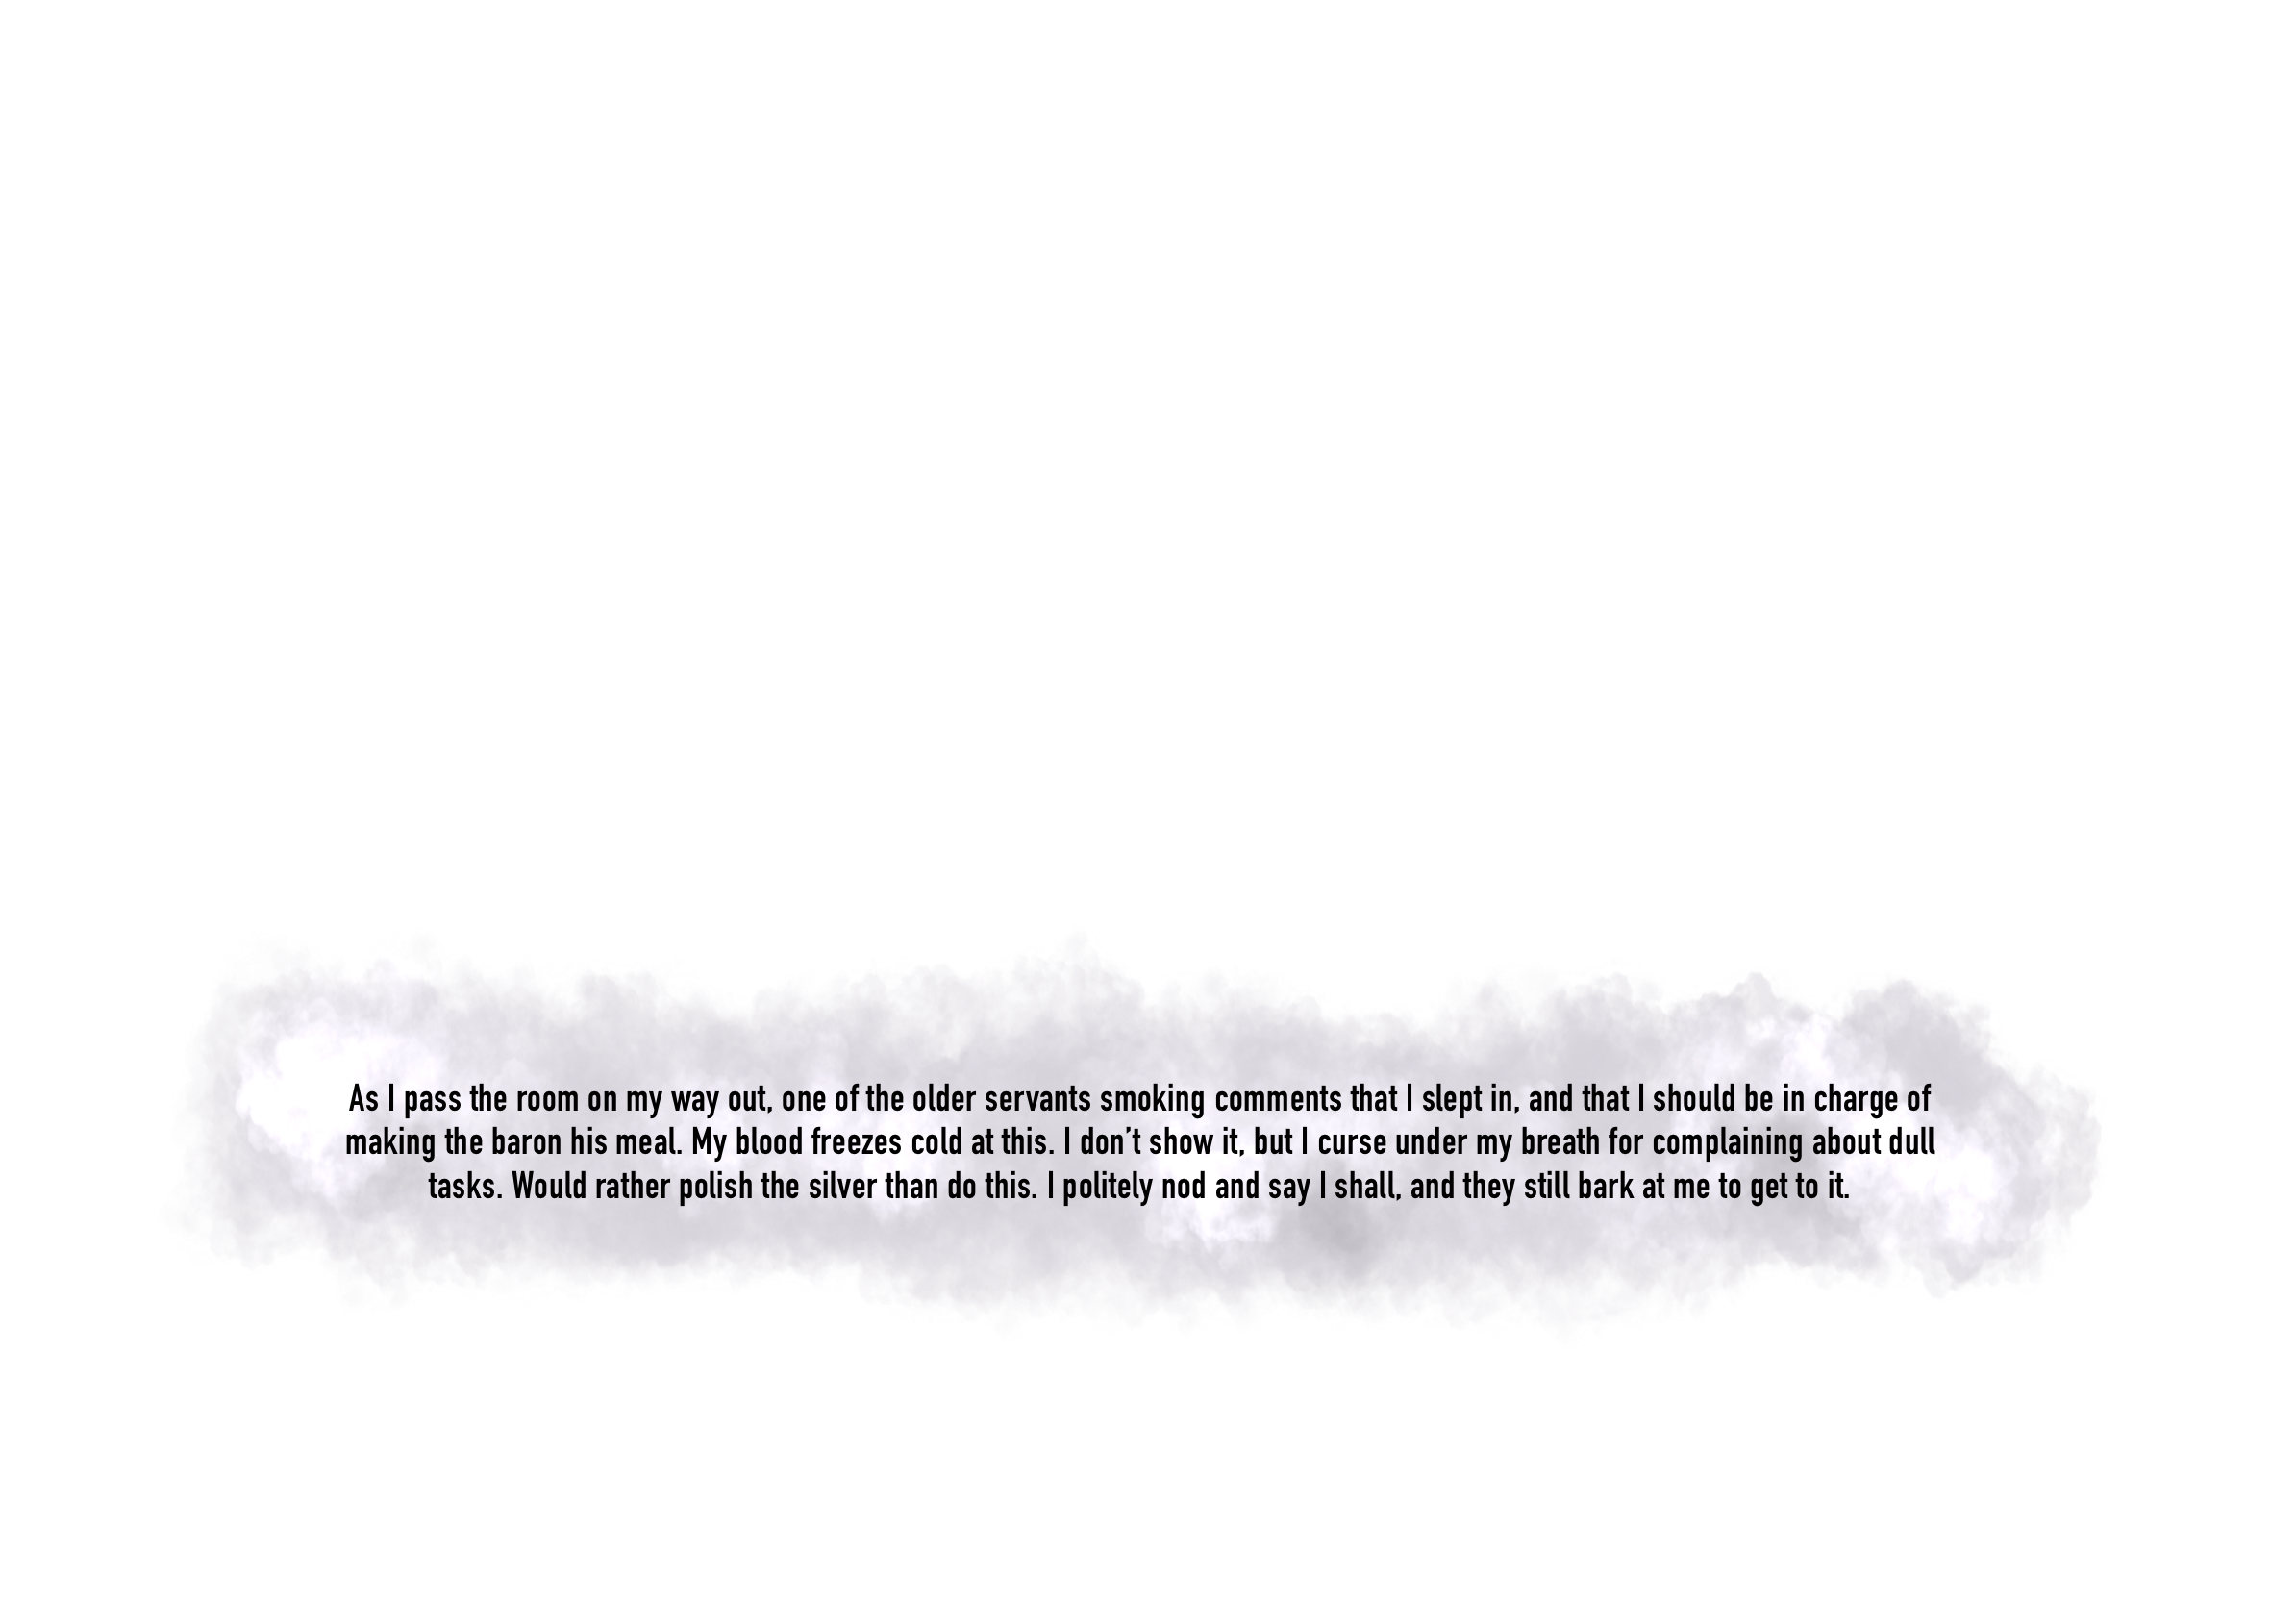 As I pass the room on my way out, one of the older servants smoking comments that I slept in, and that I should be in charge of
making the baron his meal. My blood freezes cold at this. I don’t show it, but I curse under my breath for complaining about dull
tasks. Would rather polish the silver than do this. I politely nod and say I shall, and they still bark at me to get to it.